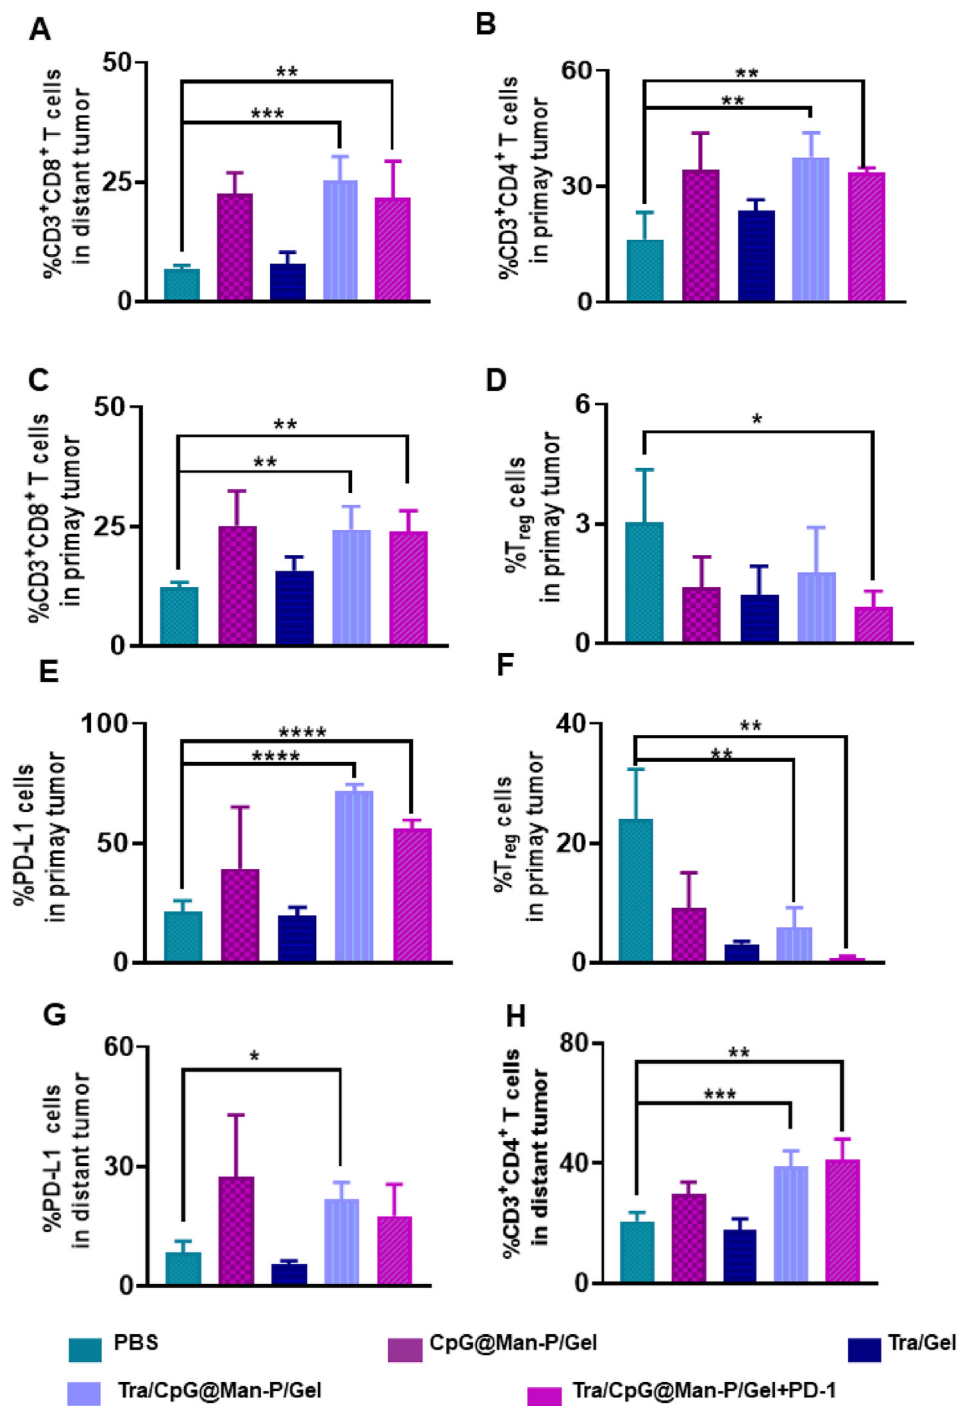 A
%CD3⁺CD8⁺ T cells
in distant tumor
50
25
0
**
***
B
%CD3⁺CD4⁺ T cells
in primay tumor
60
30
0
**
**
C
%CD3⁺CD8⁺ T cells
in primay tumor
50
25
0
**
**
D
%Treg cells
in primay tumor
6
3
0
*
E
%PD-L1 cells
in primay tumor
100
50
0
****
****
F
%Treg cells
in primay tumor
40
20
0
**
**
G
%PD-L1 cells
in distant tumor
60
30
0
*
H
%CD3⁺CD4⁺ T cells
in distant tumor
80
40
0
**
***
PBS
CpG@Man-P/Gel
Tra/Gel
Tra/CpG@Man-P/Gel
Tra/CpG@Man-P/Gel+PD-1